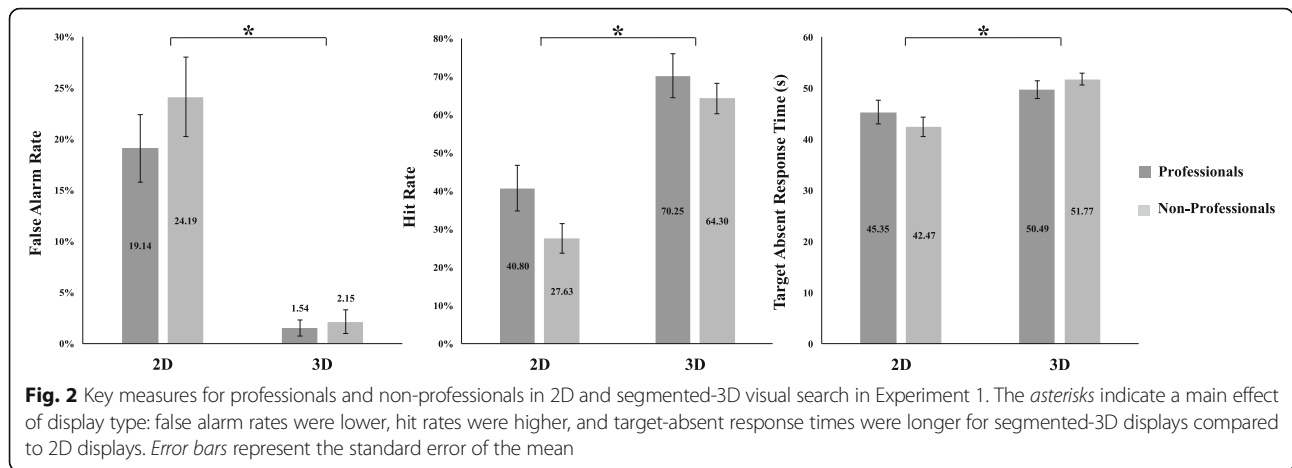 *
30%
25%
20%
15%
10%
5%
0%
False Alarm Rate
19.14
24.19
1.54
2.15
2D
3D
*
80%
70%
60%
50%
40%
30%
20%
10%
0%
Hit Rate
40.80
27.63
70.25
64.30
2D
3D
*
60
50
40
30
20
10
0
Target Absent Response Time (s)
45.35
42.47
50.49
51.77
2D
3D
Professionals
Non-Professionals
Fig. 2 Key measures for professionals and non-professionals in 2D and segmented-3D visual search in Experiment 1. The asterisks indicate a main effect
of display type: false alarm rates were lower, hit rates were higher, and target-absent response times were longer for segmented-3D displays compared
to 2D displays. Error bars represent the standard error of the mean